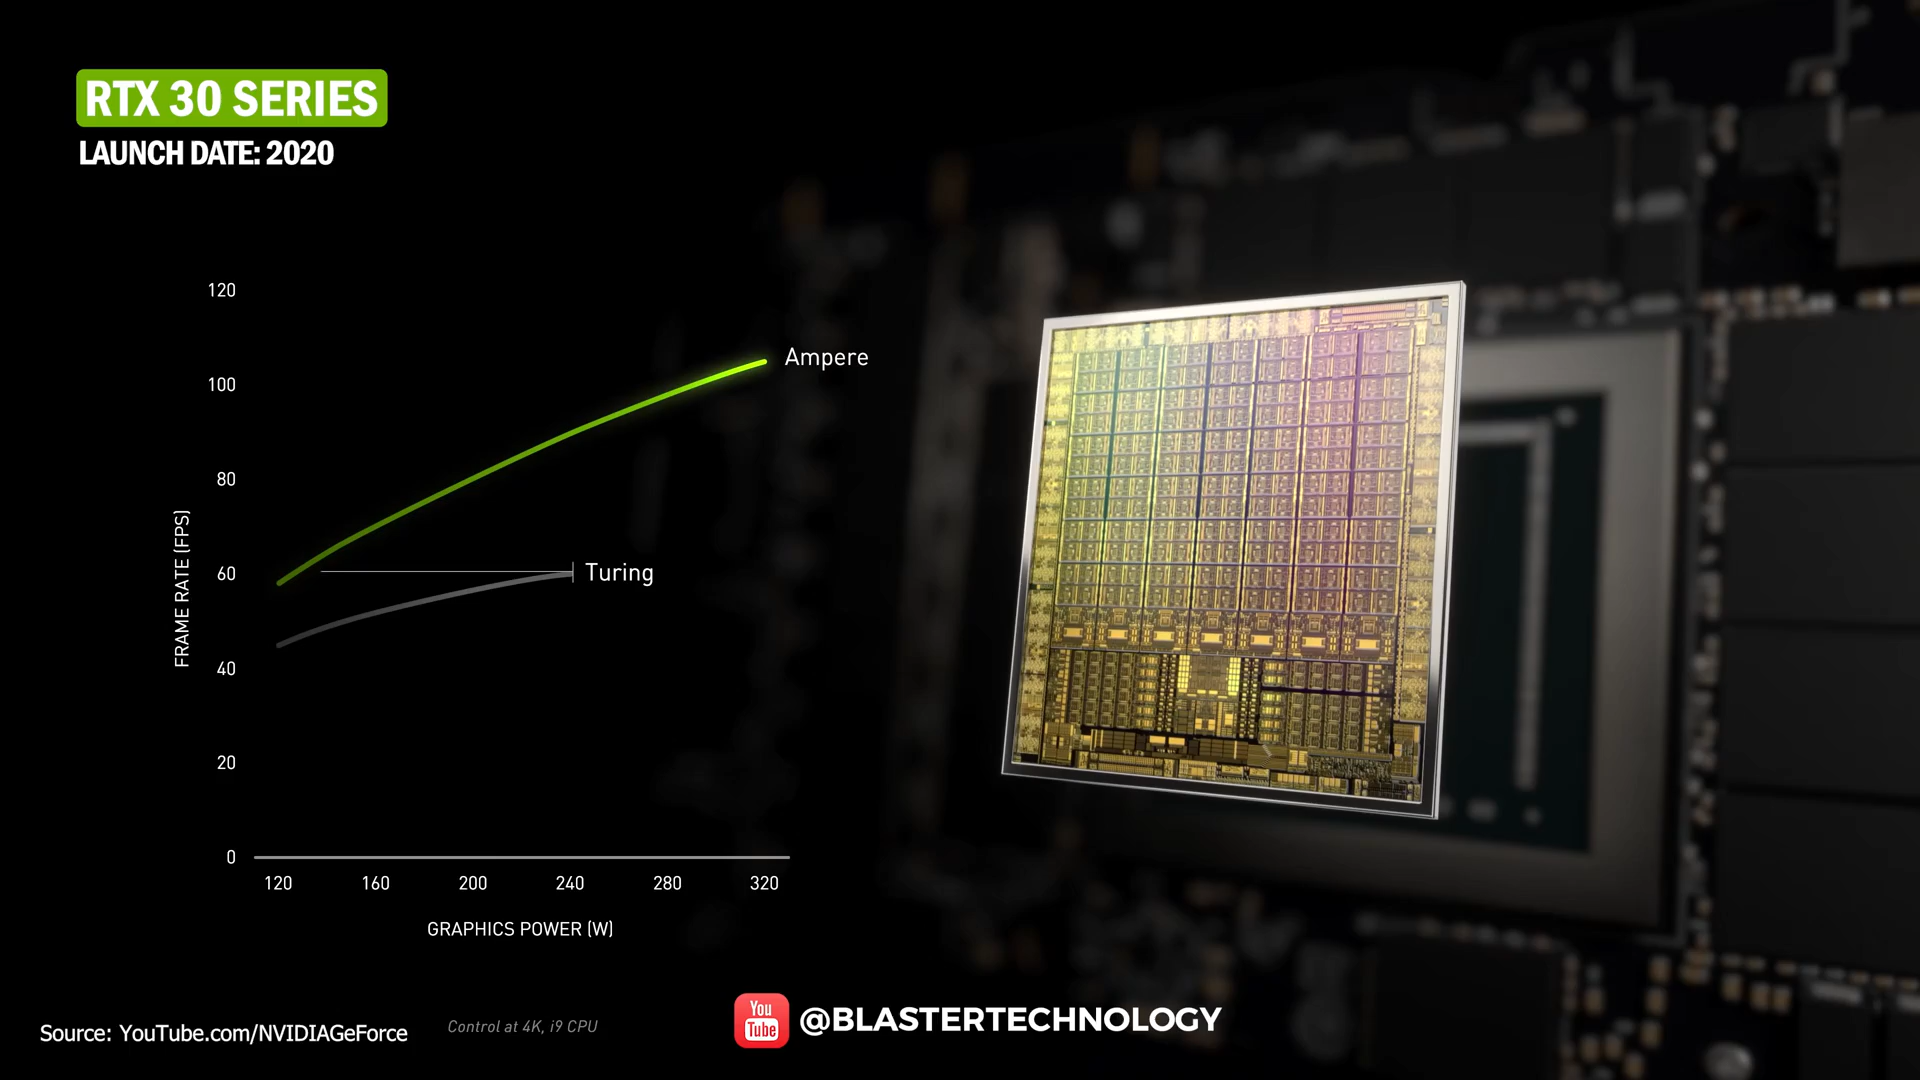 RTX 30 SERIES
LAUNCH DATE: 2020
120
100
80
60
40
20
0
FRAME RATE (FPS)
Ampere
Turing
120 160 200 240 280 320
GRAPHICS POWER (W)
Source: YouTube.com/NVIDIAGeForce
Control at 4K, i9 CPU
You
Tube
@BLASTERTECHNOLOGY